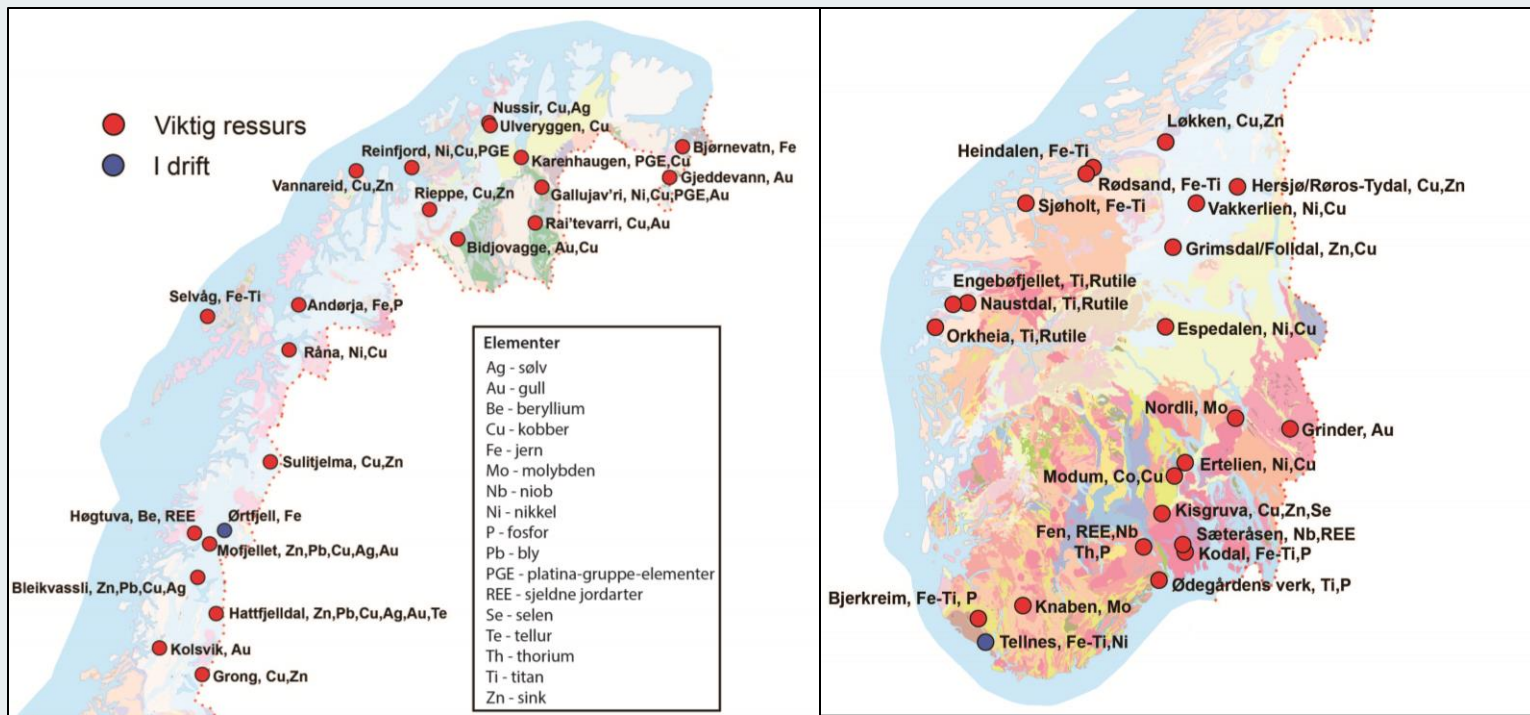 Viktig ressurs
I drift
Nussir, Cu,Ag
Ulveryggen, Cu
Reinfjord, Ni,Cu,PGE
Karenhaugen, PGE,Cu
Bjørnevatn, Fe
Gjeddevann, Au
Vannareid, Cu,Zn
Rieppe, Cu,Zn
Gallujav'ri, Ni,Cu,PGE,Au
Rai'tevarri, Cu,Au
Bidjovagge, Au,Cu
Selvåg, Fe-Ti
Andørja, Fe,P
Råna, Ni,Cu
Sulitjelma, Cu,Zn
Høgtuva, Be, REE
Ørtfjell, Fe
Mofjellet, Zn,Pb,Cu,Ag,Au
Bleikvassli, Zn,Pb,Cu,Ag
Hattfjelldal, Zn,Pb,Cu,Ag,Au,Te
Kolsvik, Au
Grong, Cu,Zn
Elementer
Ag - sølv
Au - gull
Be - beryllium
Cu - kobber
Fe - jern
Mo - molybden
Nb - niob
Ni - nikkel
P - fosfor
Pb - bly
PGE - platina-gruppe-elementer
REE - sjeldne jordarter
Se - selen
Te - tellur
Th - thorium
Ti - titan
Zn - sink
Løkken, Cu,Zn
Heindalen, Fe-Ti
Rødsand, Fe-Ti
Hersjø/Røros-Tydal, Cu,Zn
Sjøholt, Fe-Ti
Vakkerlien, Ni,Cu
Grimsdal/Folldal, Zn,Cu
Engebøfjellet, Ti,Rutile
Naustdal, Ti,Rutile
Orkheia, Ti,Rutile
Espedalen, Ni,Cu
Nordli, Mo
Grinder, Au
Ertelien, Ni,Cu
Modum, Co,Cu
Kisgruva, Cu,Zn,Se
Fen, REE,Nb
Th,P
Sæteråsen, Nb,REE
Kodal, Fe-Ti,P
Ødegårdens verk, Ti,P
Bjerkreim, Fe-Ti, P
Knaben, Mo
Tellnes, Fe-Ti,Ni